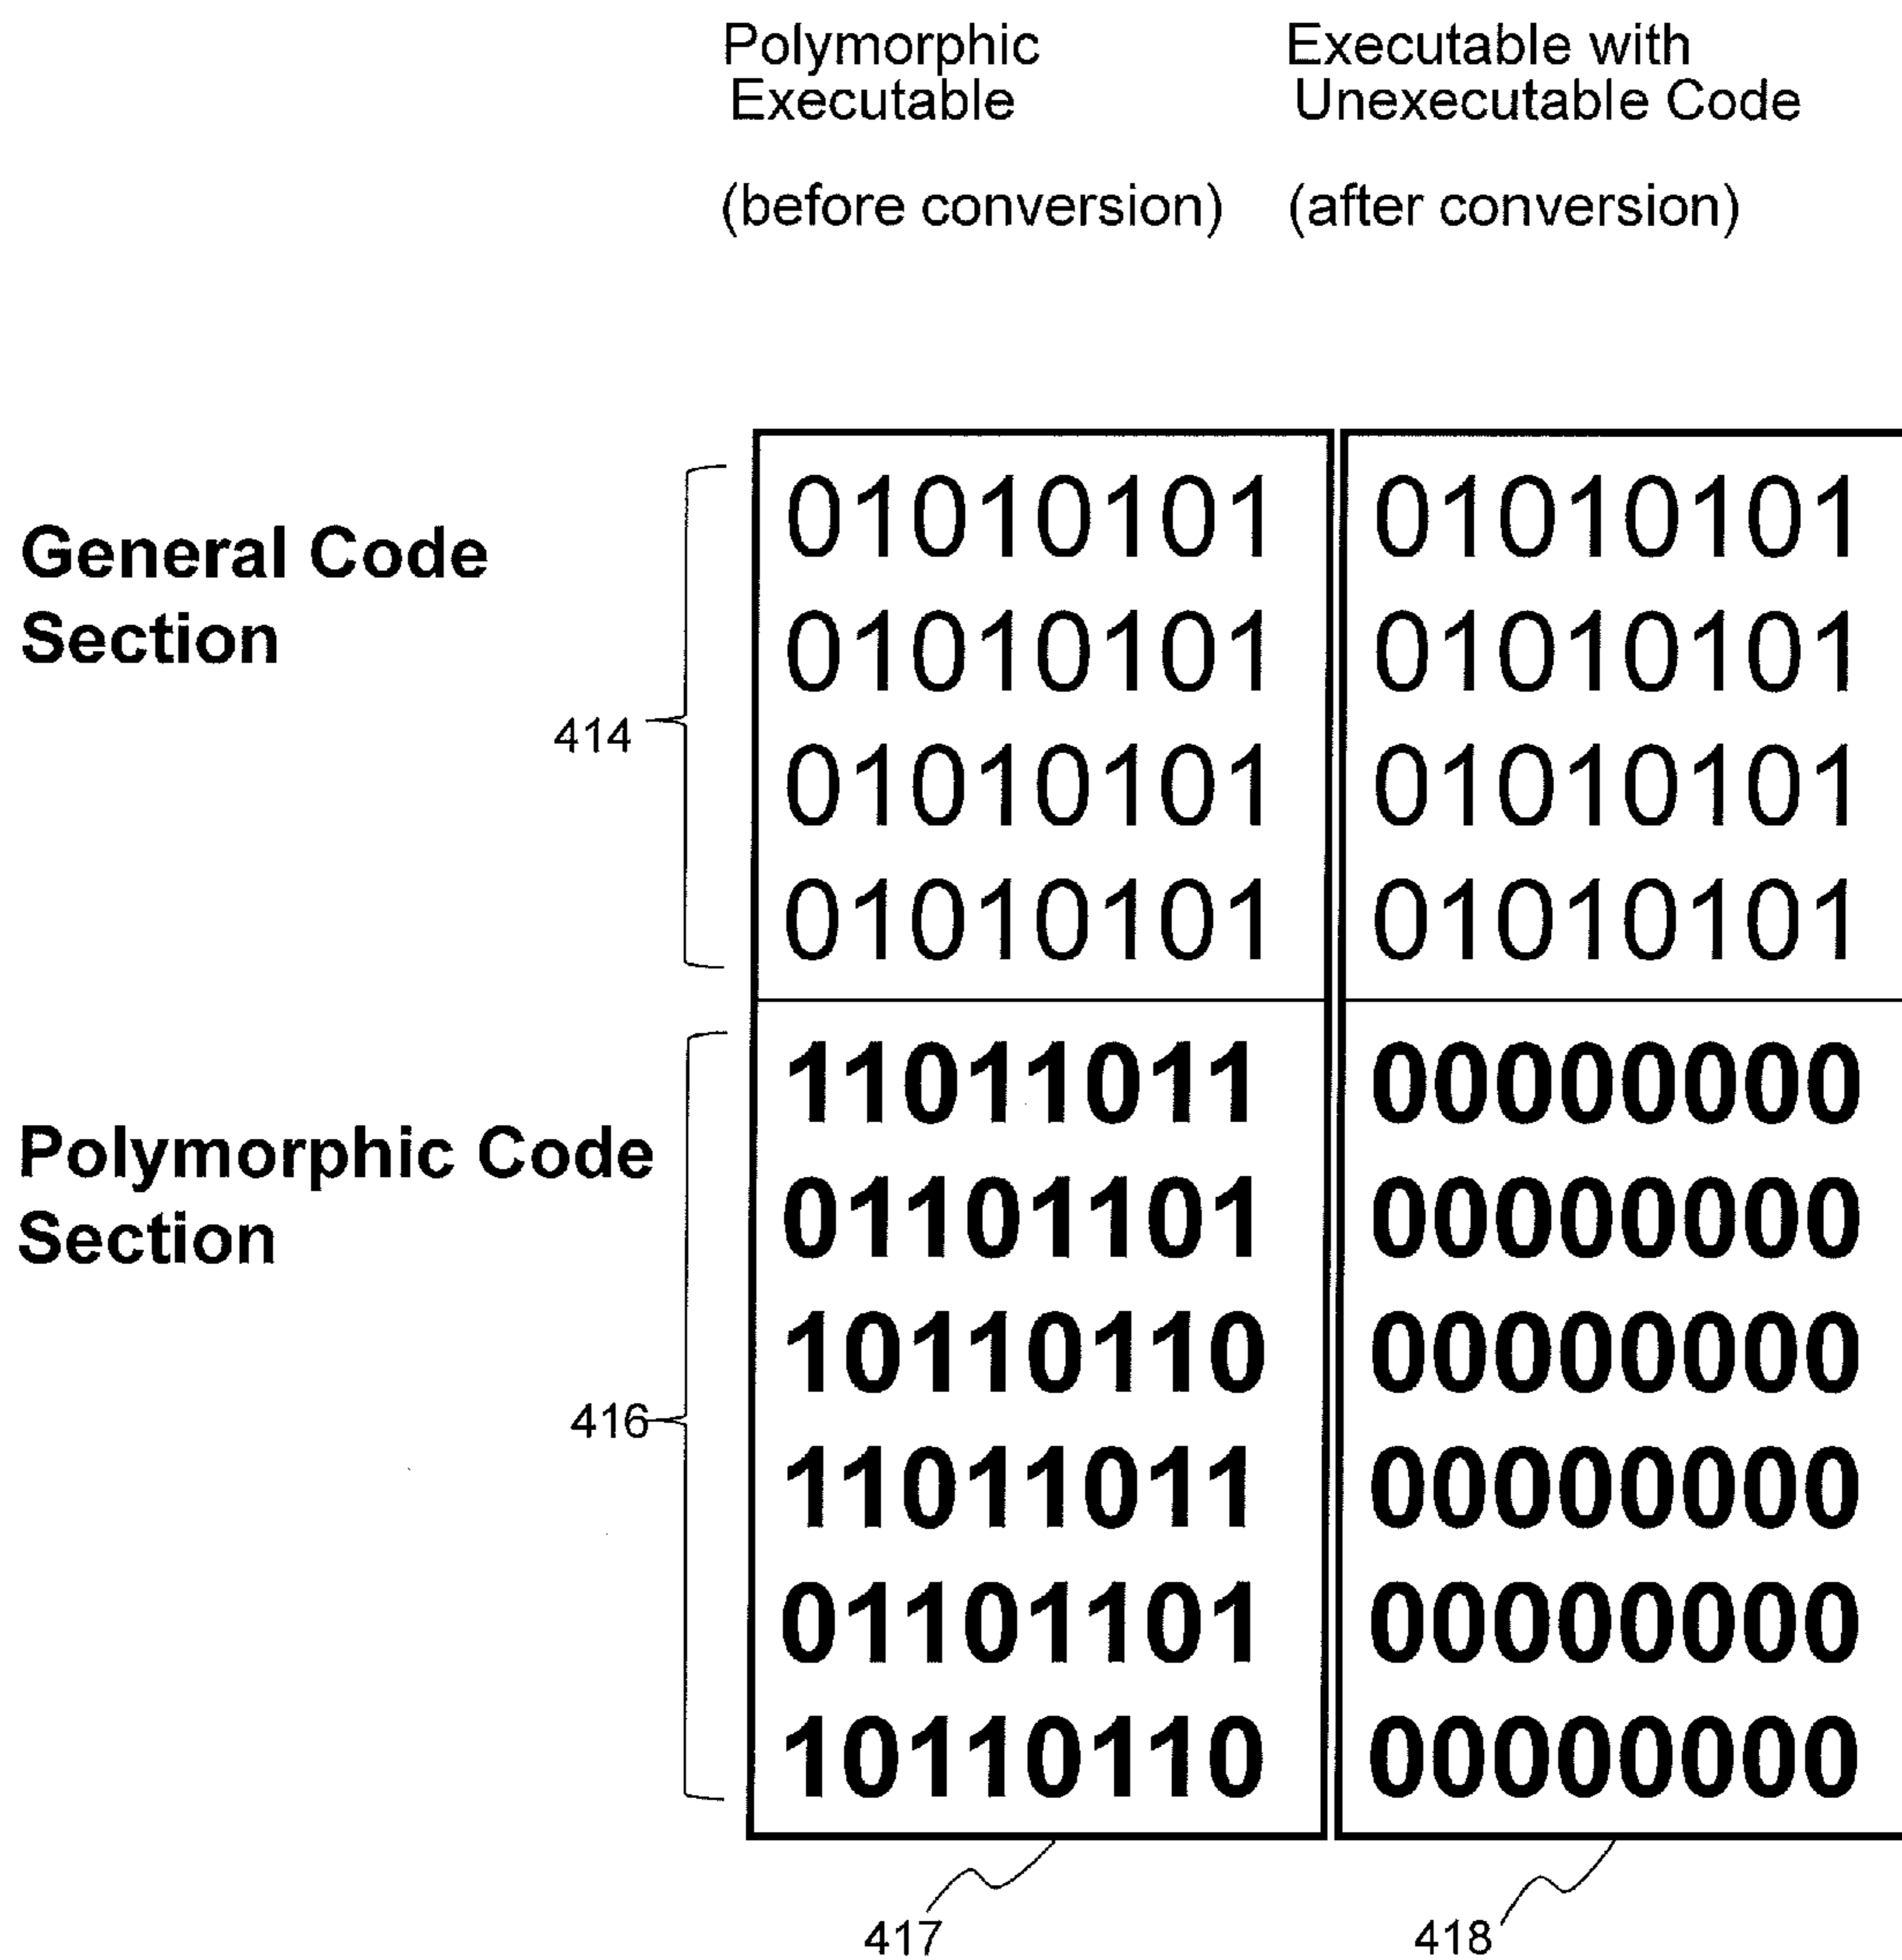 Polymorphic
Executable
(before conversion)
Executable with
Unexecutable Code
(after conversion)
General Code
Section
414
01010101
01010101
01010101
01010101
01010101
01010101
01010101
01010101
Polymorphic Code
Section
416
11011011
00000000
01101101
00000000
10110110
00000000
11011011
00000000
01101101
00000000
10110110
00000000
417
418